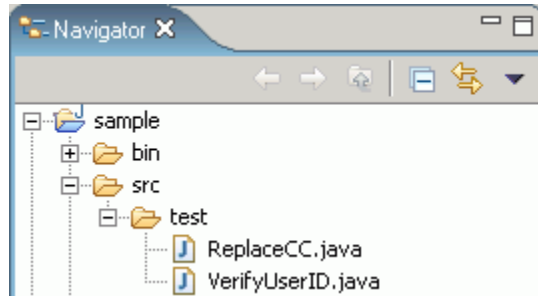 Navigator
sample
bin
src
test
ReplaceCC.java
VerifyUserID.java